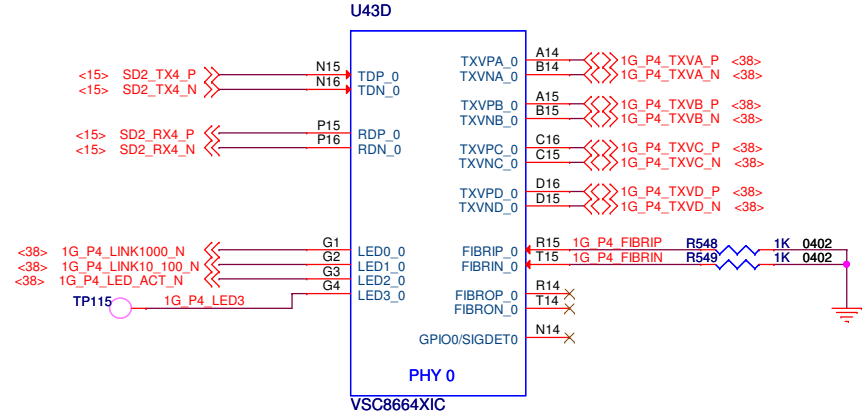 U43D
N15 A14
<15> SD2_TX4_P TDP_0 TXVPA_0 1G_P4_TXVA_P <38>
N16 B14
<15> SD2_TX4_N TDN_0 TXVNA_0 1G_P4_TXVA_N <38>
A15
TXVPB_0 1G_P4_TXVB_P <38>
P15 B15
<15> SD2_RX4_P RDP_0 TXVNB_0 1G_P4_TXVB_N <38>
P16 C16
<15> SD2_RX4_N RDN_0 TXVPC_0 1G_P4_TXVC_P <38>
C15
TXVNC_0 1G_P4_TXVC_N <38>
D16
TXVPD_0 1G_P4_TXVD_P <38>
D15
TXVND_0 1G_P4_TXVD_N <38>
G1 R15 1G_P4_FIBRIP R548 1K 0402
<38> 1G_P4_LINK1000_N LED0_0 FIBRIP_0
G2 T15 1G_P4_FIBRIN R549 1K 0402
<38> 1G_P4_LINK10_100_N LED1_0 FIBRIN_0
G3
<38> 1G_P4_LED_ACT_N LED2_0
G4 R14
TP115 1G_P4_LED3 LED3_0 FIBROP_0
T14
FIBRON_0
N14
GPIO0/SIGDET0
PHY 0
VSC8664XIC